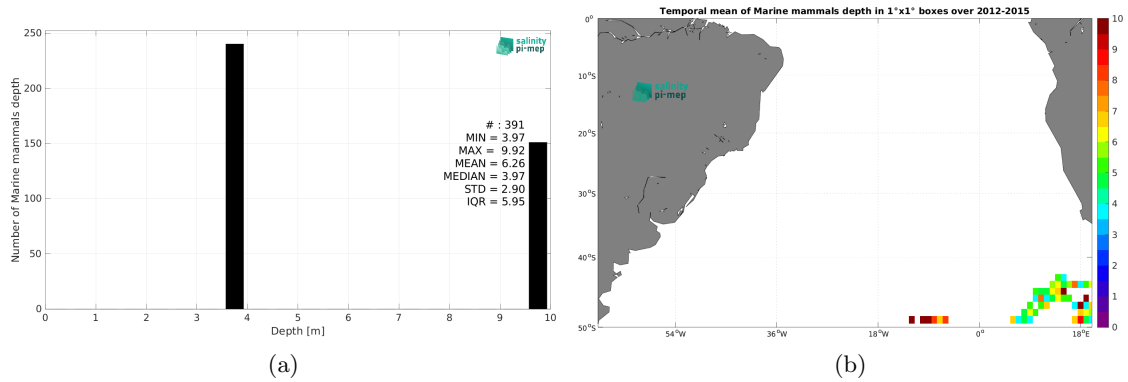 250
200
150
100
50
0
Number of Marine mammals depth
salinity
pi-mep
# : 391
MIN = 3.97
MAX = 9.92
MEAN = 6.26
MEDIAN = 3.97
STD = 2.90
IQR = 5.95
0 1 2 3 4 5 6 7 8 9 10
Depth [m]
(a)
Temporal mean of Marine mammals depth in 1°x1° boxes over 2012-2015
0°
10°S
20°S
30°S
40°S
50°S
salinity
pi-mep
54°W 36°W 18°W 0° 18°E
10
9
8
7
6
5
4
3
2
1
0
(b)